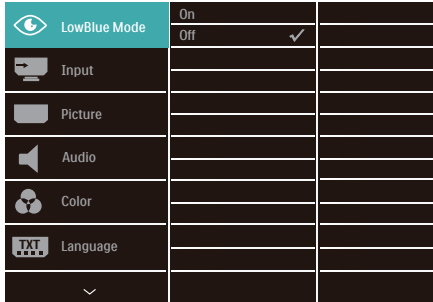 LowBlue Mode
On
Off
Input
Picture
Audio
Color
TXT
Language